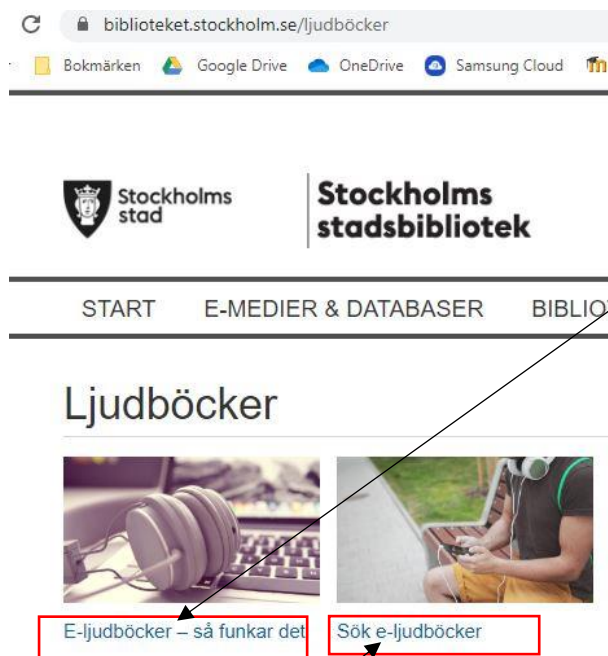 biblioteket.stockholm.se/ljudböcker
Bokmärken Google Drive OneDrive Samsung Cloud
Stockholms
stad
Stockholms
stadsbibliotek
START E-MEDIER & DATABASER BIBLIO
Ljudböcker
E-ljudböcker – så funkar det Sök e-ljudböcker